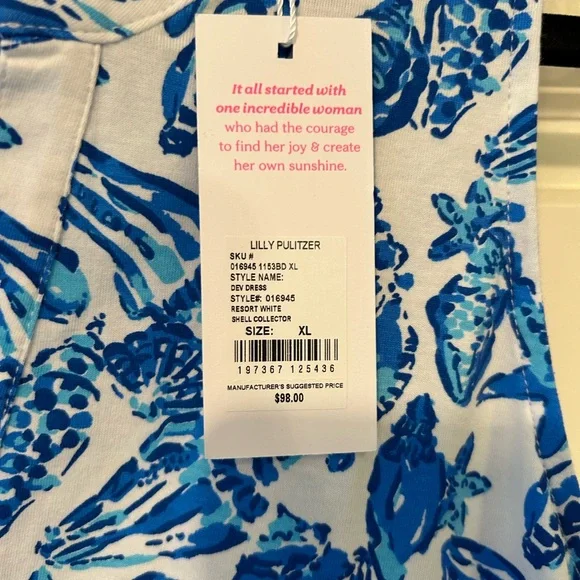 It all started with
one incredible woman
who had the courage
to find her joy & create
her own sunshine.
LILLY PULITZER
SKU #
016945 1153BD XL
STYLE NAME:
DEV DRESS
STYLE#: 016945
RESORT WHITE
SHELL COLLECTOR
SIZE: XL
197367 125436
MANUFACTURER'S SUGGESTED PRICE
$98.00